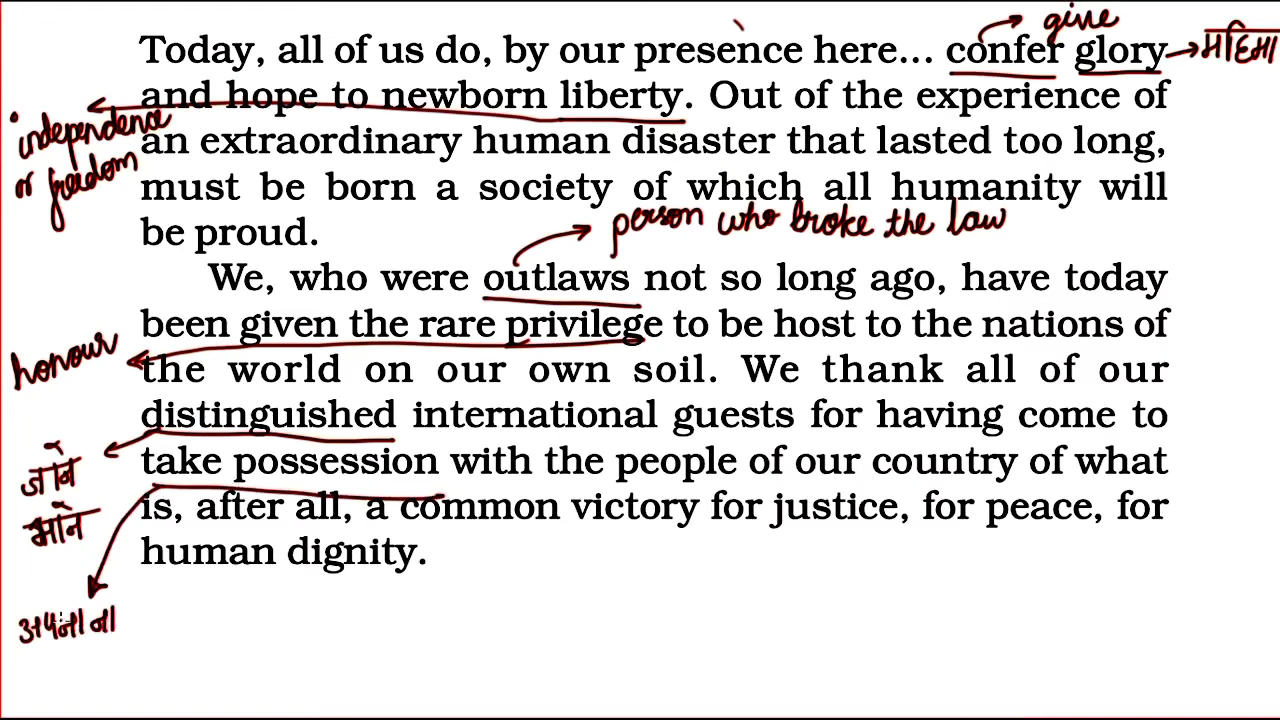 give
Today, all of us do, by our presence here... confer glory → महिमा
and hope to newborn liberty. Out of the experience of
independence
or freedom
an extraordinary human disaster that lasted too long,
must be born a society of which all humanity will
be proud.
person who broke the law
We, who were outlaws not so long ago, have today
been given the rare privilege to be host to the nations of
honour
the world on our own soil. We thank all of our
distinguished international guests for having come to
जाने
माने
take possession with the people of our country of what
is, after all, a common victory for justice, for peace, for
human dignity.
अपनाना